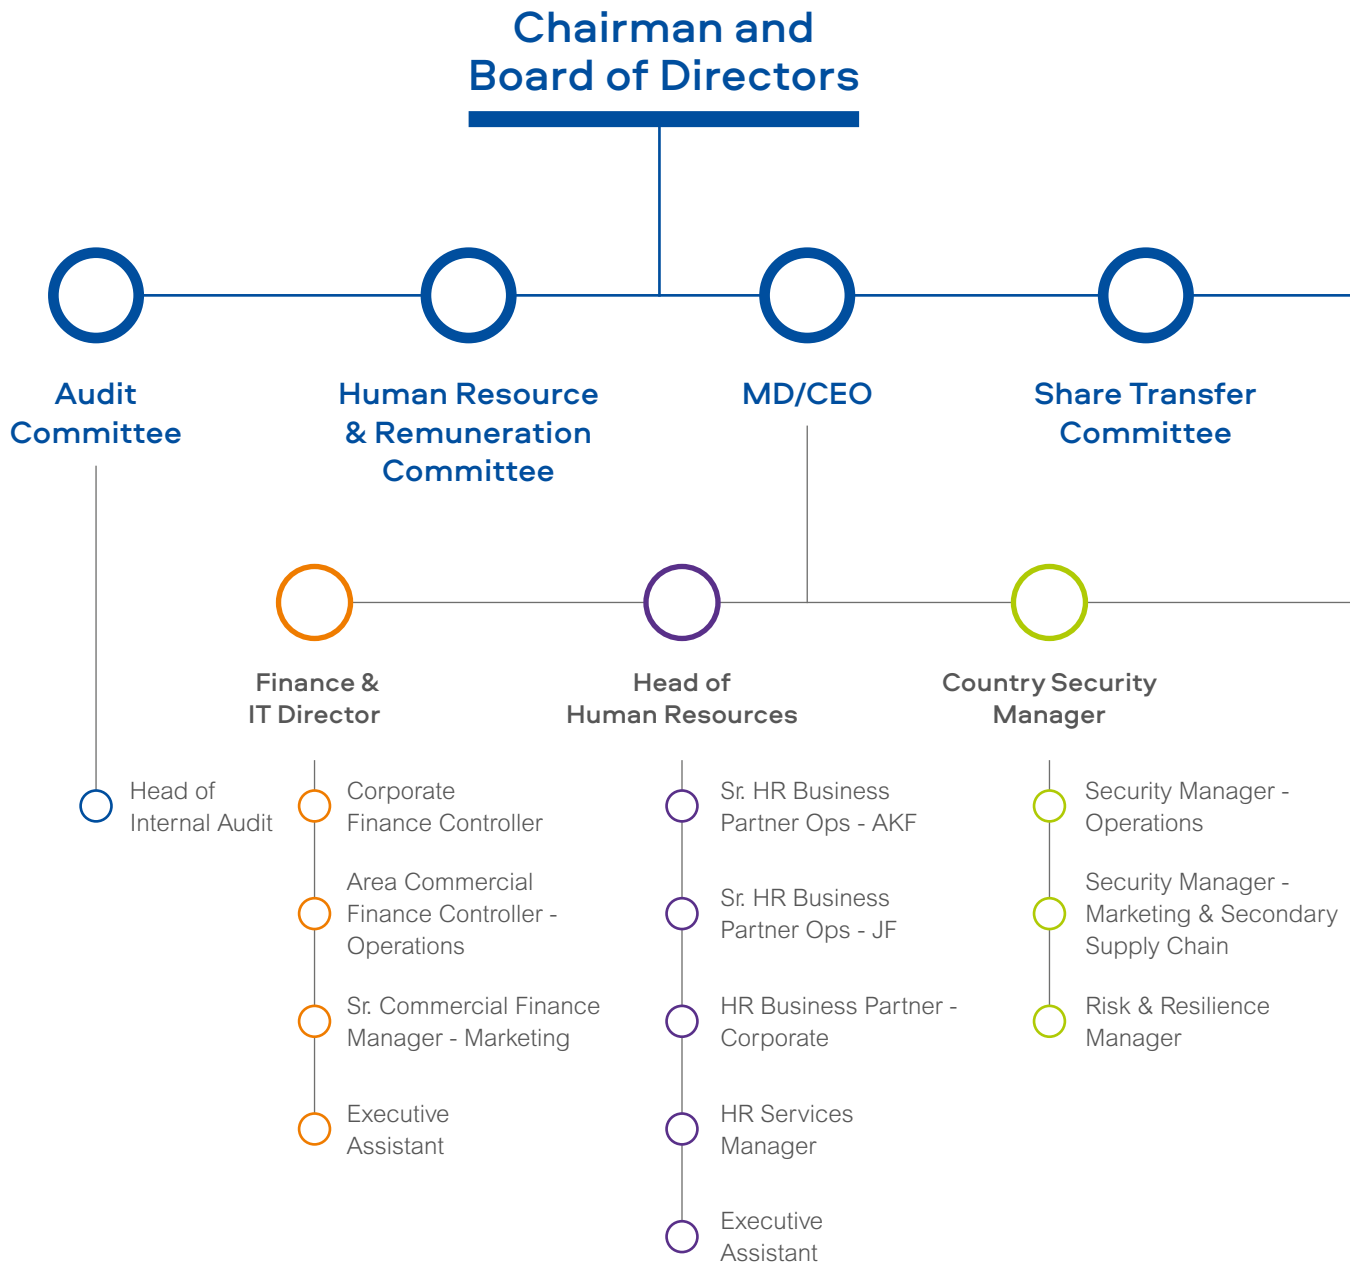 Chairman and
Board of Directors
Audit
Committee
Human Resource
& Remuneration
Committee
MD/CEO
Share Transfer
Committee
Finance &
IT Director
Head of
Human Resources
Country Security
Manager
Head of
Internal Audit
Corporate
Finance Controller
Area Commercial
Finance Controller -
Operations
Sr. Commercial Finance
Manager - Marketing
Executive
Assistant
Sr. HR Business
Partner Ops - AKF
Sr. HR Business
Partner Ops - JF
HR Business Partner -
Corporate
HR Services
Manager
Executive
Assistant
Security Manager -
Operations
Security Manager -
Marketing & Secondary
Supply Chain
Risk & Resilience
Manager